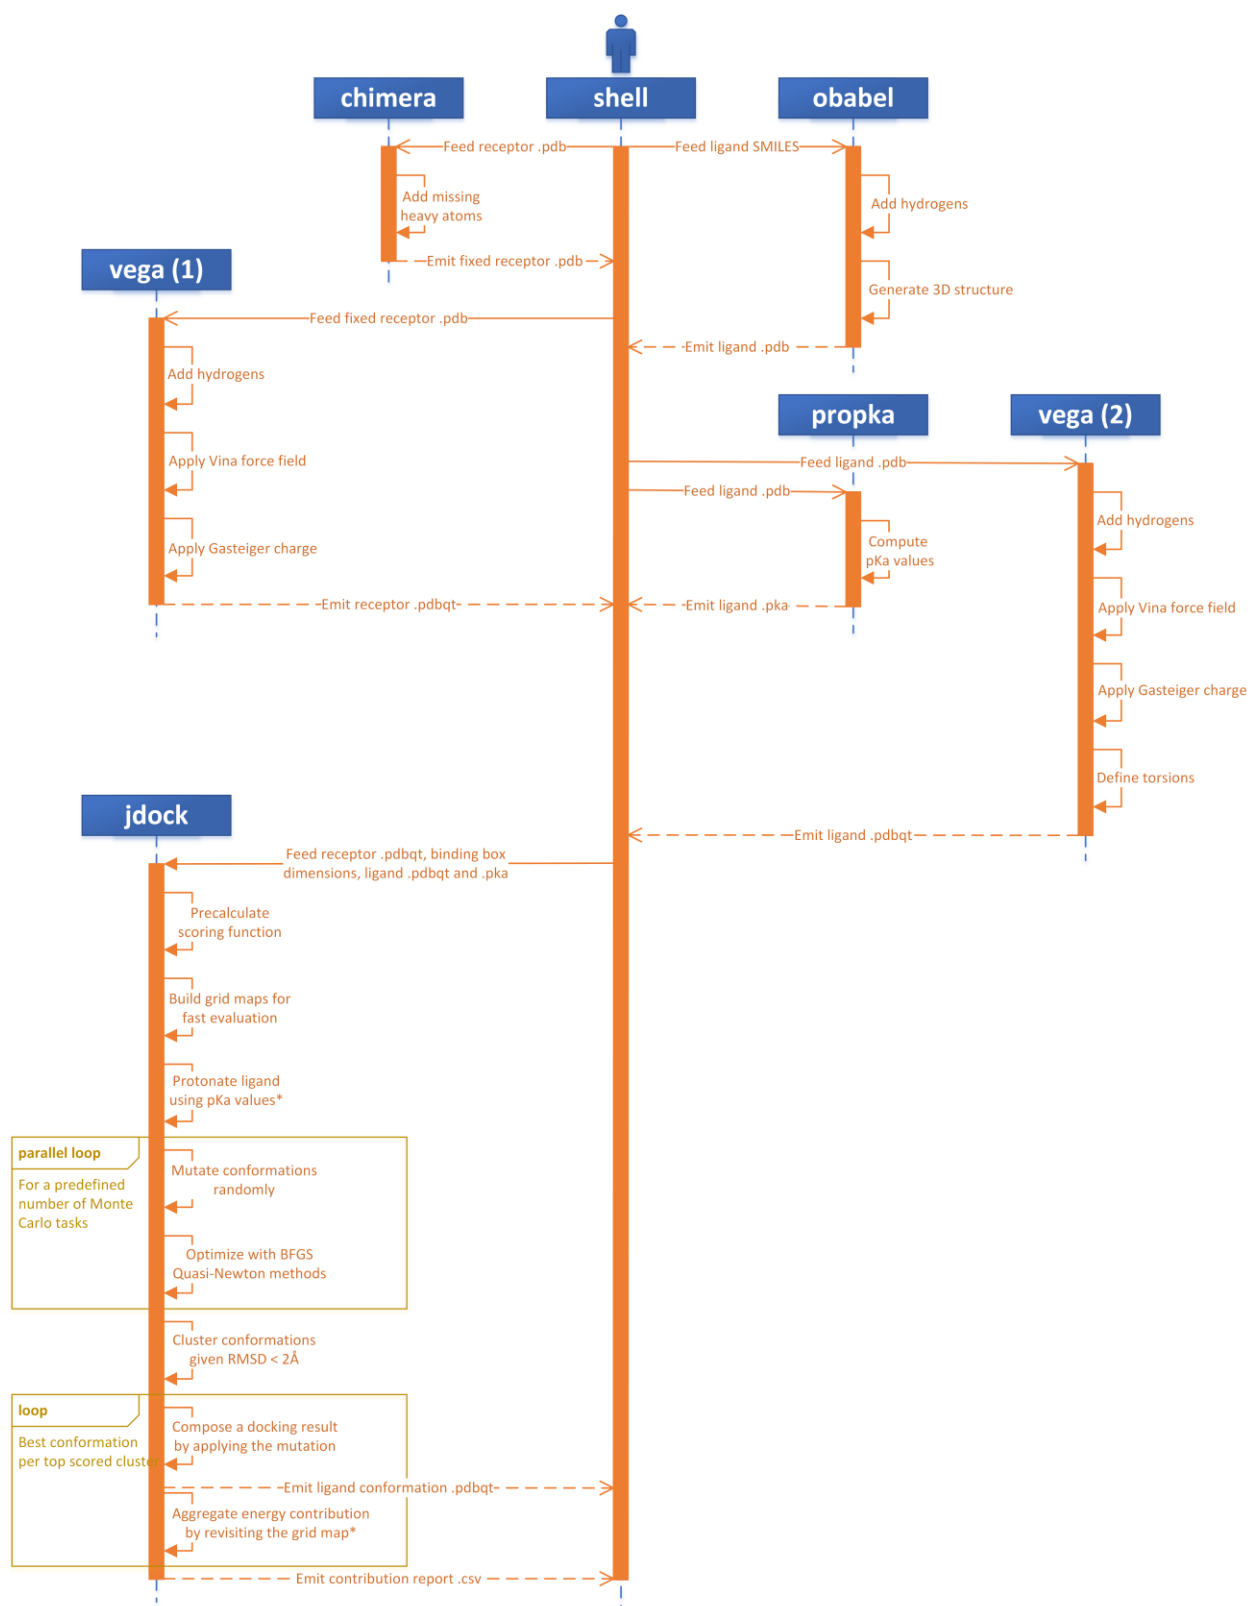 chimera
shell
obabel
Feed receptor .pdb
Feed ligand SMILES
Add missing
heavy atoms
Add hydrogens
Emit fixed receptor .pdb
vega (1)
Generate 3D structure
Feed fixed receptor .pdb
Emit ligand .pdb
Add hydrogens
propka
vega (2)
Apply Vina force field
Feed ligand .pdb
Feed ligand .pdb
Add hydrogens
Apply Gasteiger charge
Compute
pKa values
Emit receptor .pdbqt
Emit ligand .pka
Apply Vina force field
Apply Gasteiger charge
Define torsions
jdock
Emit ligand .pdbqt
Feed receptor .pdbqt, binding box
dimensions, ligand .pdbqt and .pka
Precalculate
scoring function
Build grid maps for
fast evaluation
Protonate ligand
using pKa values*
parallel loop
For a predefined
number of Monte
Carlo tasks
Mutate conformations
randomly
Optimize with BFGS
Quasi-Newton methods
Cluster conformations
given RMSD < 2Å
loop
Best conformation
per top scored cluster
Compose a docking result
by applying the mutation
Emit ligand conformation .pdbqt
Aggregate energy contribution
by revisiting the grid map*
Emit contribution report .csv